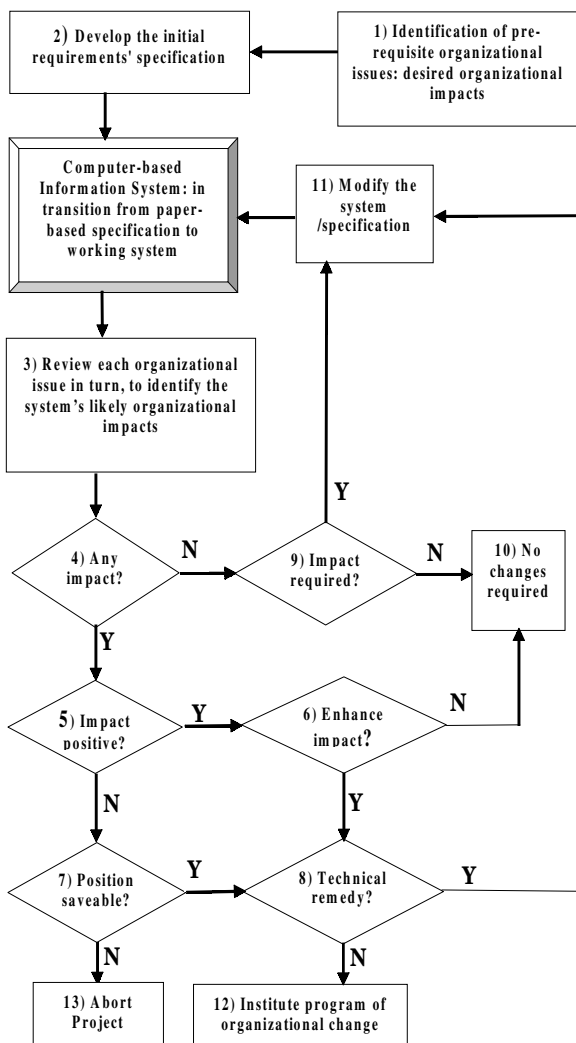 2) Develop the initial
requirements' specification
1) Identification of pre-
requisite organizational
issues: desired organizational
impacts
Computer-based
Information System: in
transition from paper-
based specification to
working system
11) Modify the
system
/specification
3) Review each organizational
issue in turn, to identify the
system's likely organizational
impacts
Y
4) Any
impact?
N
9) Impact
required?
N
10) No
changes
required
Y
5) Impact
positive?
Y
6) Enhance
impact?
N
N
Y
7) Position
saveable?
Y
8) Technical
remedy?
Y
N
N
13) Abort
Project
12) Institute program of
organizational change